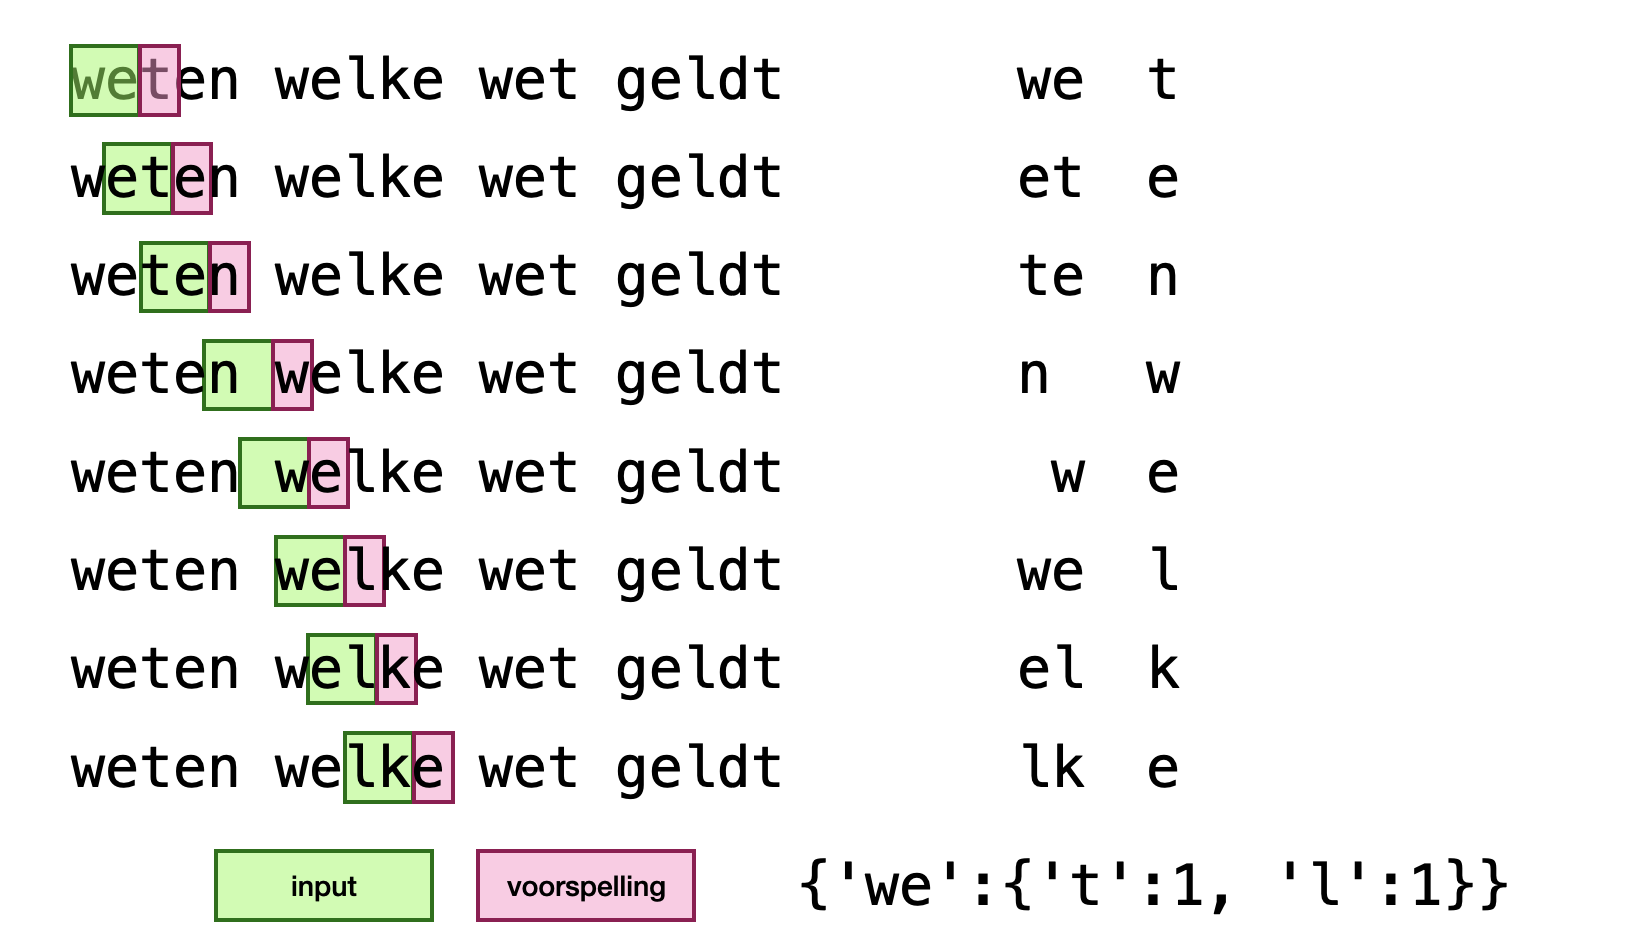 weten welke wet geldt we t
weten welke wet geldt et e
weten welke wet geldt te n
weten welke wet geldt n w
weten welke wet geldt w e
weten welke wet geldt we l
weten welke wet geldt el k
weten welke wet geldt lk e
input voorspelling {'we':{'t':1, 'l':1}}